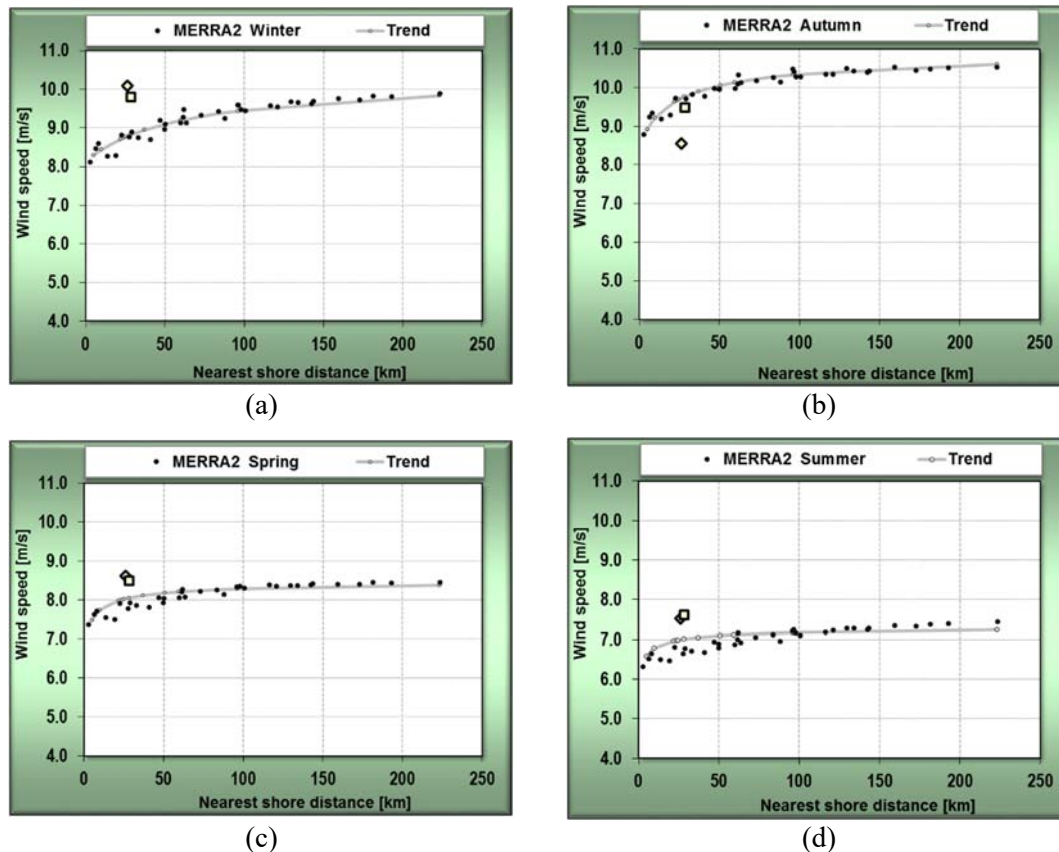 MERRA2 Winter Trend
11.0
10.0
9.0
8.0
7.0
6.0
5.0
4.0
Wind speed [m/s]
0 50 100 150 200 250
Nearest shore distance [km]
(a)
MERRA2 Autumn Trend
11.0
10.0
9.0
8.0
7.0
6.0
5.0
4.0
Wind speed [m/s]
0 50 100 150 200 250
Nearest shore distance [km]
(b)
MERRA2 Spring Trend
11.0
10.0
9.0
8.0
7.0
6.0
5.0
4.0
Wind speed [m/s]
0 50 100 150 200 250
Nearest shore distance [km]
(c)
MERRA2 Summer Trend
11.0
10.0
9.0
8.0
7.0
6.0
5.0
4.0
Wind speed [m/s]
0 50 100 150 200 250
Nearest shore distance [km]
(d)